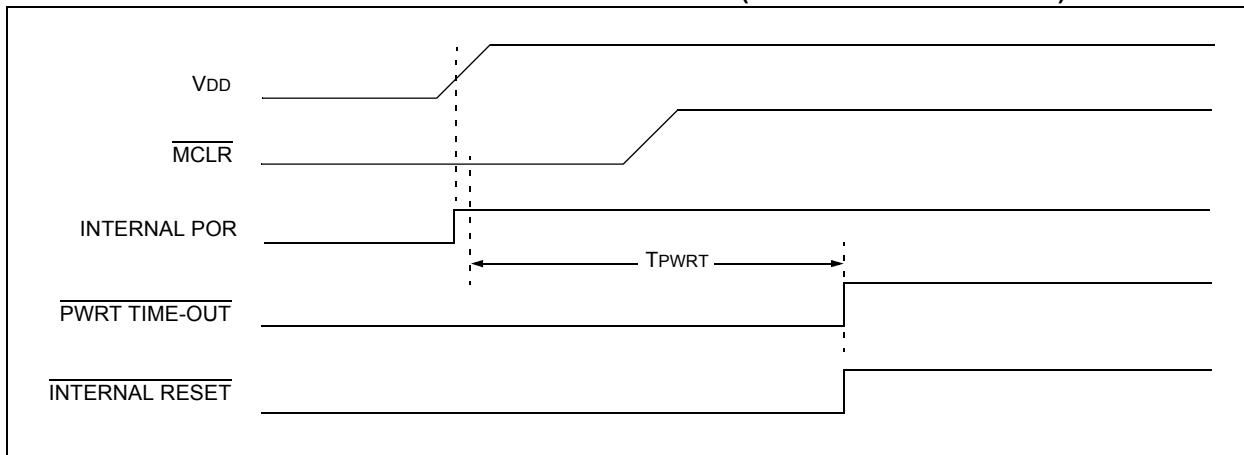 VDD
MCLR
INTERNAL POR
TPWRT
PWRT TIME-OUT
INTERNAL RESET